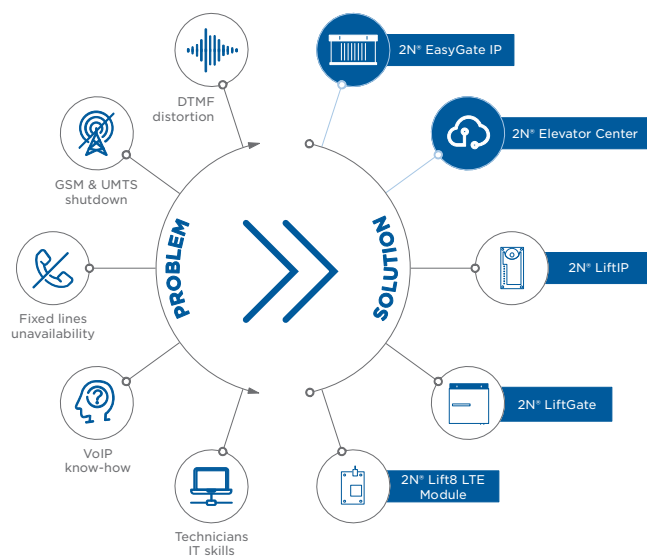 DTMF
distortion
GSM & UMTS
shutdown
Fixed lines
unavailability
VoIP
know-how
Technicians
IT skills
PROBLEM
SOLUTION
2N® EasyGate IP
2N® Elevator Center
2N® LiftIP
2N® LiftGate
2N® Lift8 LTE
Module